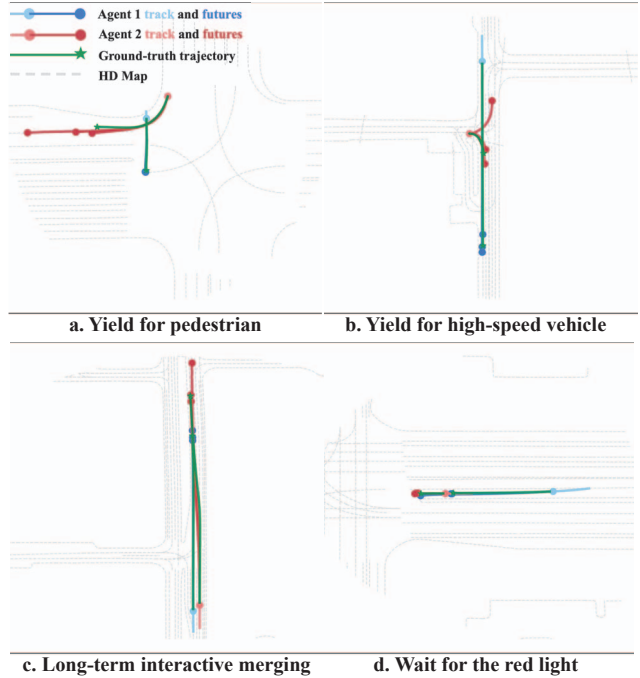 Agent 1 track and futures
Agent 2 track and futures
Ground-truth trajectory
HD Map
a. Yield for pedestrian
b. Yield for high-speed vehicle
c. Long-term interactive merging
d. Wait for the red light